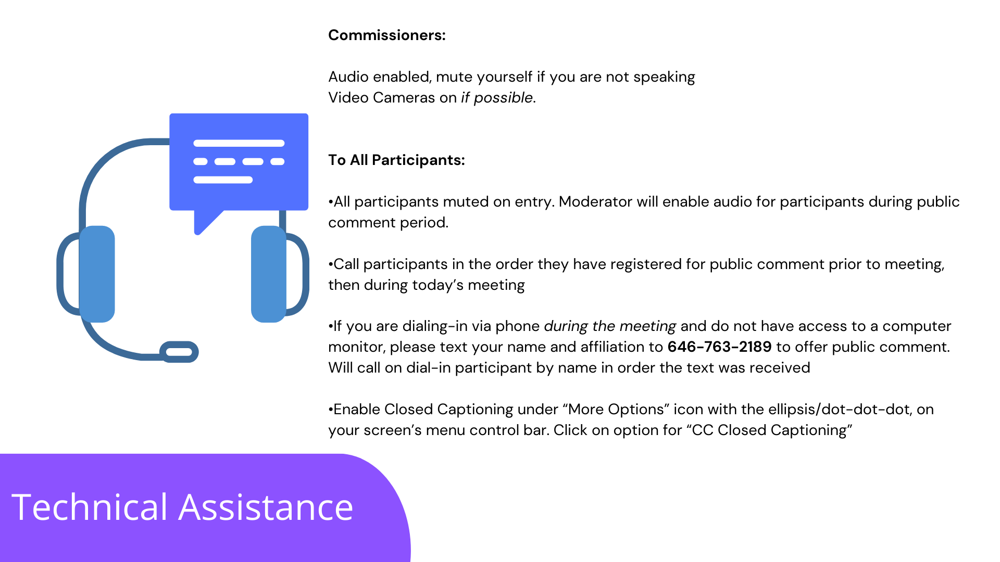 Commissioners:
Audio enabled, mute yourself if you are not speaking
Video Cameras on if possible.
To All Participants:
•All participants muted on entry. Moderator will enable audio for participants during public
comment period.
•Call participants in the order they have registered for public comment prior to meeting,
then during today’s meeting
•If you are dialing-in via phone during the meeting and do not have access to a computer
monitor, please text your name and affiliation to 646-763-2189 to offer public comment.
Will call on dial-in participant by name in order the text was received
•Enable Closed Captioning under “More Options” icon with the ellipsis/dot-dot-dot, on
your screen’s menu control bar. Click on option for “CC Closed Captioning”
Technical Assistance